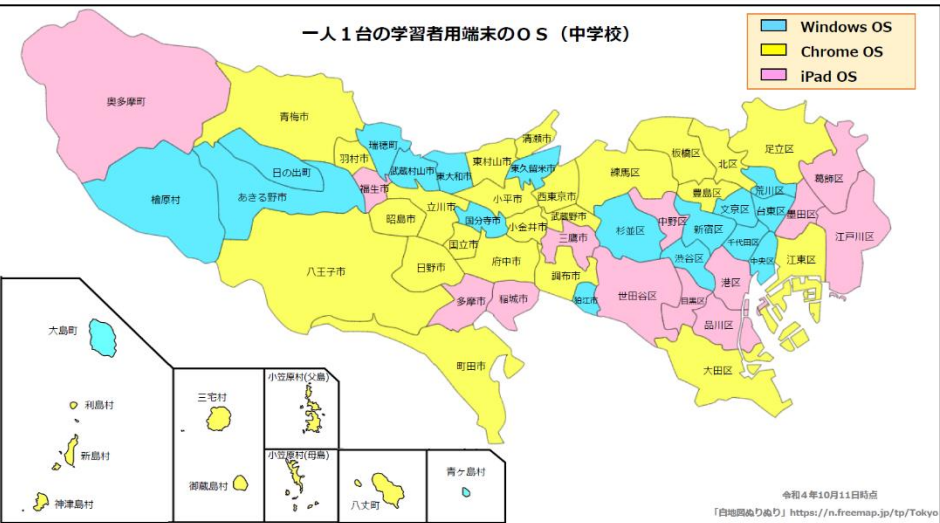 一人１台の学習者用端末のＯＳ（中学校）
Windows OS
Chrome OS
iPad OS
奥多摩町
青梅市
檜原村
あきる野市
日の出町
羽村市
瑞穂町
武蔵村山市
東大和市
東村山市
清瀬市
東久留米市
福生市
昭島市
立川市
小平市
西東京市
国分寺市
小金井市
武蔵野市
国立市
三鷹市
八王子市
日野市
府中市
調布市
多摩市
稲城市
狛江市
町田市
練馬区
板橋区
北区
足立区
豊島区
荒川区
葛飾区
文京区
台東区
墨田区
杉並区
中野区
新宿区
千代田区
江戸川区
渋谷区
中央区
江東区
世田谷区
目黒区
港区
品川区
大田区
大島町
利島村
新島村
神津島村
三宅村
御蔵島村
小笠原村(父島)
小笠原村(母島)
八丈町
青ヶ島村
令和４年10月11日時点
「白地図ぬりぬり」https://n.freemap.jp/tp/Tokyo